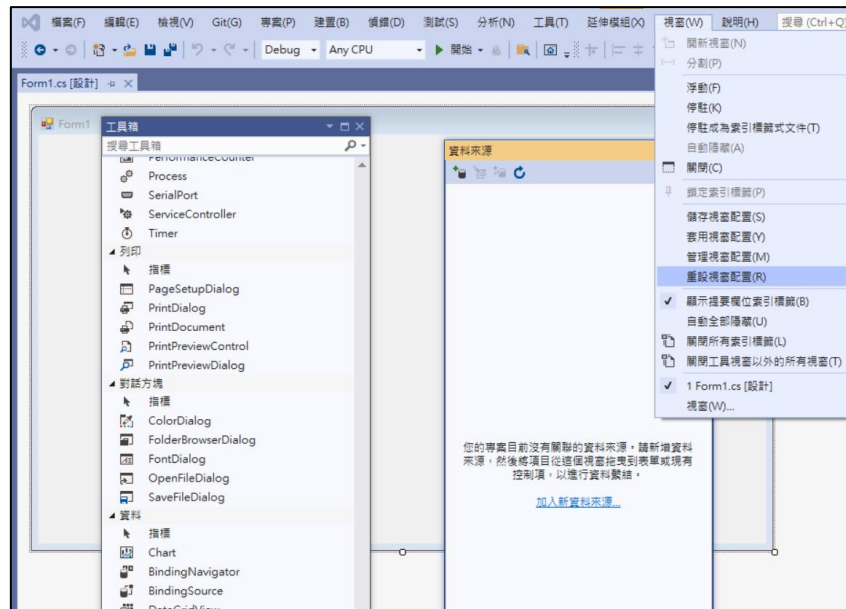 檔案(F) 編輯(E) 檢視(V) Git(G) 專案(P) 建置(B) 偵錯(D) 測試(S) 分析(N) 工具(T) 延伸模組(X) 視窗(W) 說明(H) 搜尋 (Ctrl+Q)
Debug Any CPU 開始
Form1.cs [設計]
Form1
工具箱
搜尋工具箱
PerformanceCounter
Process
SerialPort
ServiceController
Timer
列印
指標
PageSetupDialog
PrintDialog
PrintDocument
PrintPreviewControl
PrintPreviewDialog
對話方塊
指標
ColorDialog
FolderBrowserDialog
FontDialog
OpenFileDialog
SaveFileDialog
資料
指標
Chart
BindingNavigator
BindingSource
DataGridView
資料來源
您的專案目前沒有關聯的資料來源。請新增資料
來源，然後將項目從這個視窗拖曳到表單或現有
控制項，以進行資料繫結。
加入新資料來源...
開新視窗(N)
分割(P)
浮動(F)
停駐(K)
停駐成為索引標籤式文件(T)
自動隱藏(A)
關閉(C)
鎖定索引標籤(P)
儲存視窗配置(S)
套用視窗配置(Y)
管理視窗配置(M)
重設視窗配置(R)
顯示提要欄位索引標籤(B)
自動全部隱藏(U)
關閉所有索引標籤(L)
關閉工具視窗以外的所有視窗(T)
1 Form1.cs [設計]
視窗(W)...